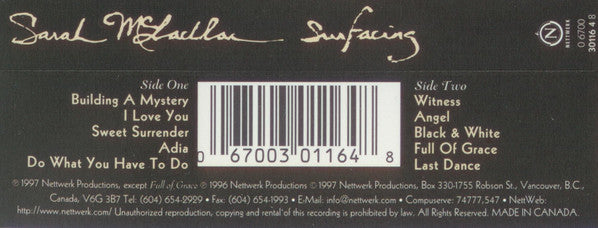 Sarah McLachlan Surfacing
N
NETTWERK
0 6700
30116 4 8
Side One
Building A Mystery
I Love You
Sweet Surrender
Adia
Do What You Have To Do
0 67003 01164 8
Side Two
Witness
Angel
Black & White
Full Of Grace
Last Dance
℗ 1997 Nettwerk Productions, except Full of Grace ℗ 1996 Nettwerk Productions © 1997 Nettwerk Productions, Box 330-1755 Robson St., Vancouver, B.C.,
Canada, V6G 3B7 Tel: (604) 654-2929 • Fax: (604) 654-1993 • E-Mail: info@nettwerk.com • Compuserve: 74777,547 • NetWeb:
http://www.nettwerk.com/ Unauthorized reproduction, copying and rental of this recording is prohibited by law. All Rights Reserved. MADE IN CANADA.